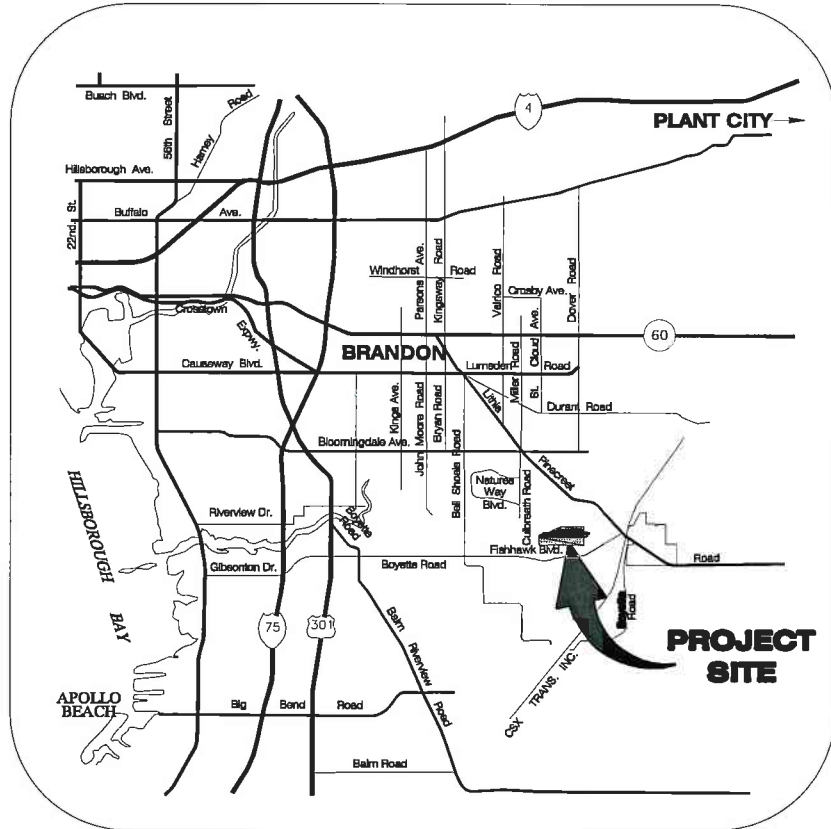 Busch Blvd.
56th Street
Harney Road
4
PLANT CITY
Hillsborough Ave.
22nd. St.
Buffalo Ave.
Parsons Ave.
Kingsway Road
Windhorst Road
Valrico Road
Crosby Ave.
Dover Road
Crosstown Expwy.
60
BRANDON
Causeway Blvd.
Lumsden Road
Kings Ave.
John Moore Road
Bryan Road
Bell Shoals Road
Lithia Pinecrest Road
Miller Road
St. Cloud Ave.
Durant Road
Bloomingdale Ave.
Natures
Way
Blvd.
Culbreath Road
HILLSBOROUGH BAY
Riverview Dr.
Boyette Road
Fishhawk Blvd.
Gibsonton Dr.
Boyette Road
Boyette Road
75
301
Balm Riverview Road
PROJECT
SITE
CSX TRANS. INC.
APOLLO
BEACH
Big Bend Road
Balm Road